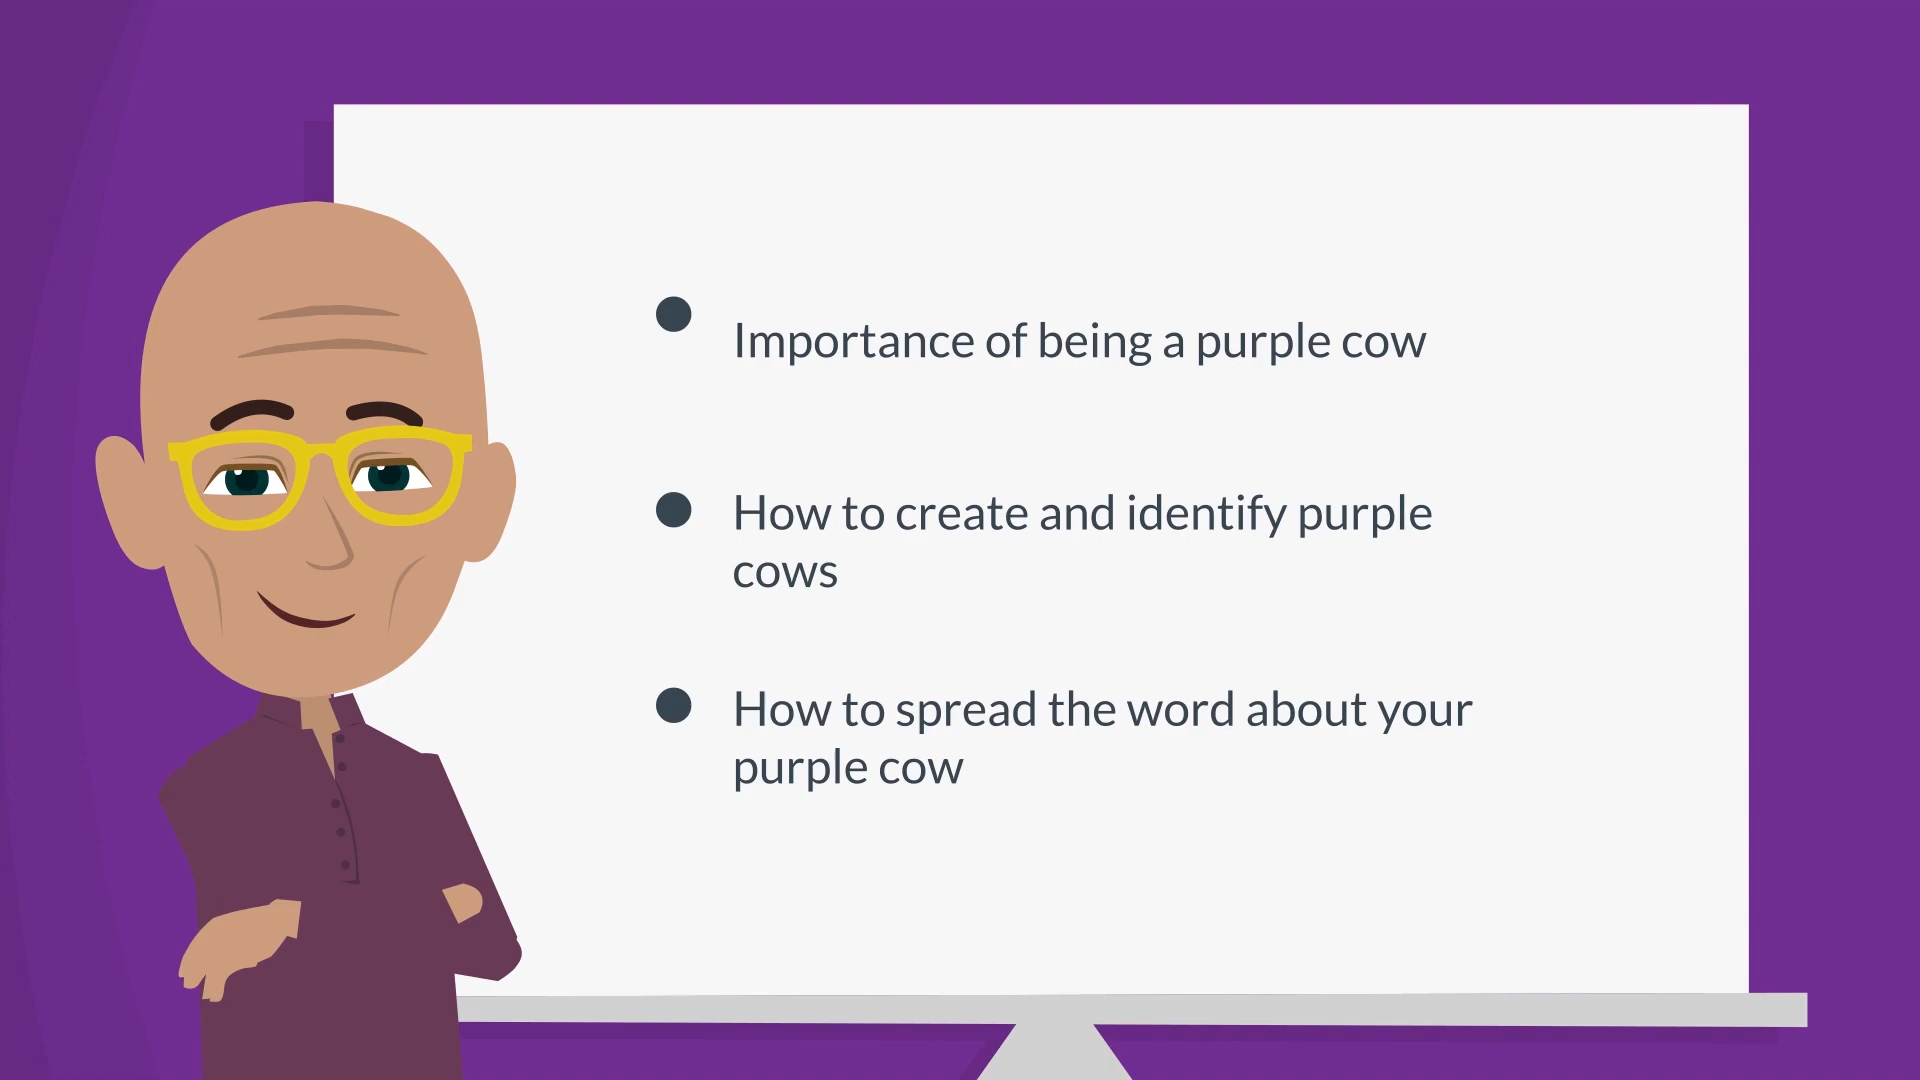 Importance of being a purple cow
How to create and identify purple
cows
How to spread the word about your
purple cow